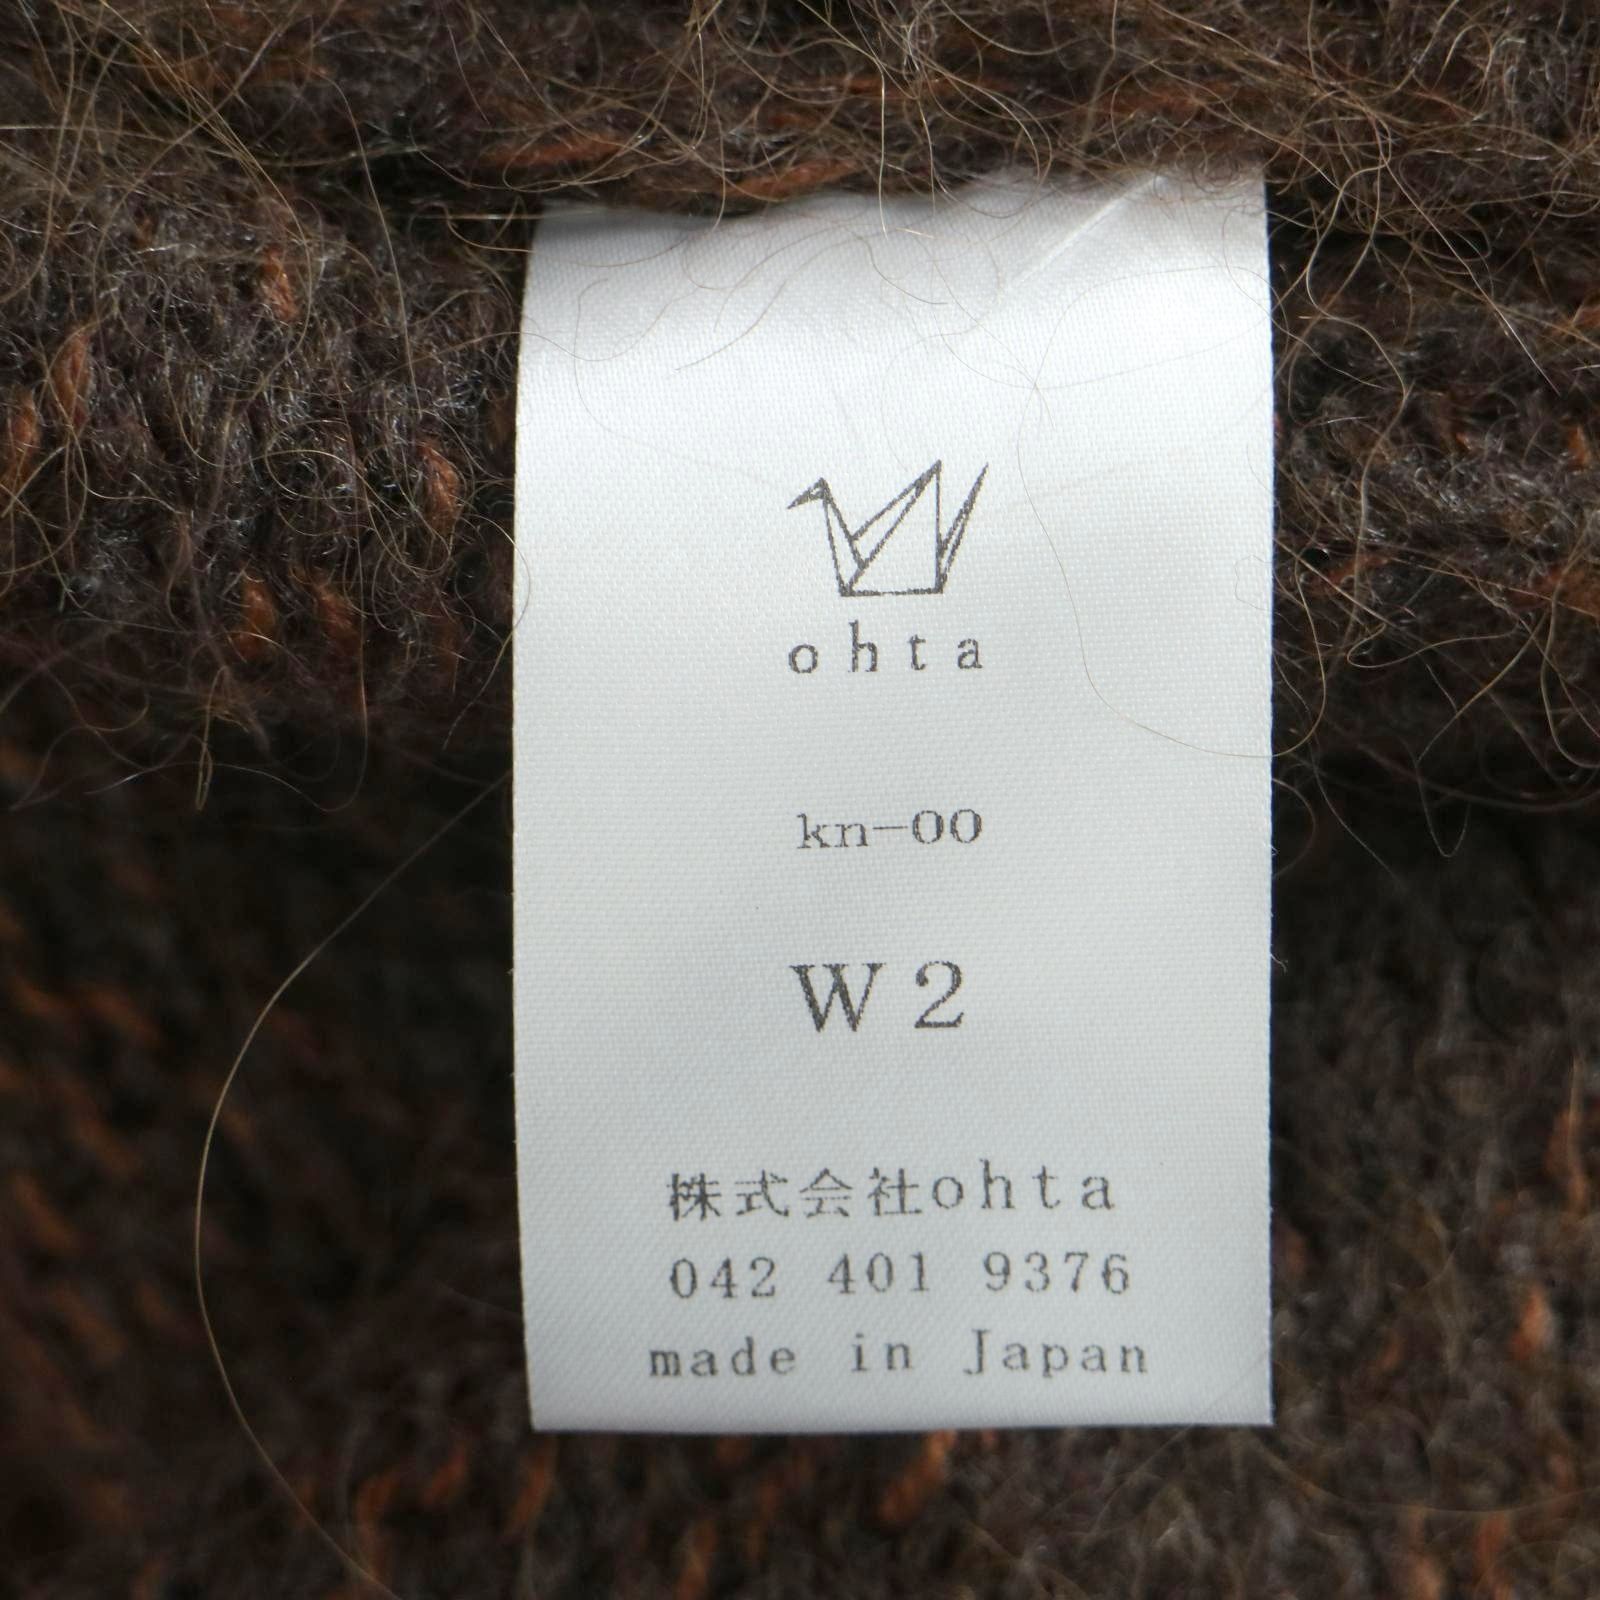 ohta
kn-00
W2
株式会社ohta
042 401 9376
made in Japan